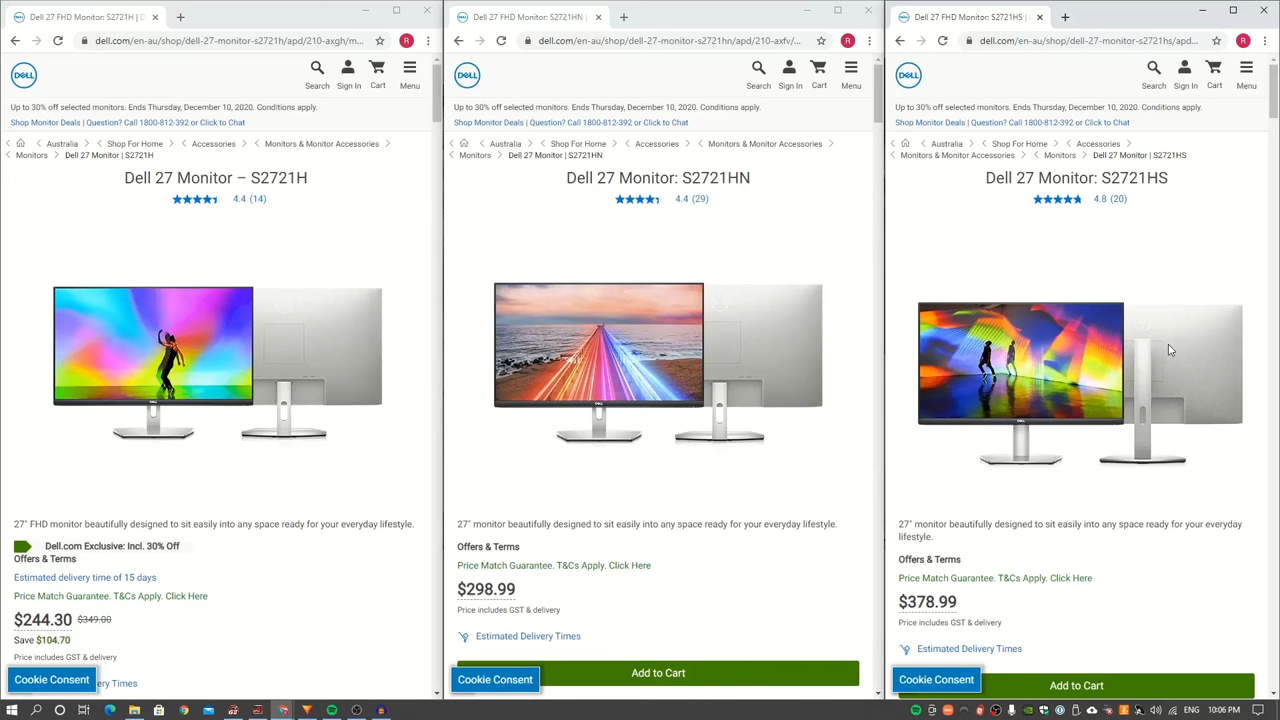 Dell 27 FHD Monitor: S2721H | D
dell.com/en-au/shop/dell-27-monitor-s2721h/apd/210-axgh/m...
R
DELL
Search
Sign In
Cart
Menu
Up to 30% off selected monitors. Ends Thursday, December 10, 2020. Conditions apply.
Shop Monitor Deals | Question? Call 1800-812-392 or Click to Chat
Australia
Shop For Home
Accessories
Monitors & Monitor Accessories
Monitors
Dell 27 Monitor | S2721H
Dell 27 Monitor – S2721H
4.4 (14)
27" FHD monitor beautifully designed to sit easily into any space ready for your everyday lifestyle.
Dell.com Exclusive: Incl. 30% Off
Offers & Terms
Estimated delivery time of 15 days
Price Match Guarantee. T&Cs Apply. Click Here
$244.30 $349.00
Save $104.70
Price includes GST & delivery
Cookie Consent
ry Times
Dell 27 FHD Monitor: S2721HN |
dell.com/en-au/shop/dell-27-monitor-s2721hn/apd/210-axfv/...
R
DELL
Search
Sign In
Cart
Menu
Up to 30% off selected monitors. Ends Thursday, December 10, 2020. Conditions apply.
Shop Monitor Deals | Question? Call 1800-812-392 or Click to Chat
Australia
Shop For Home
Accessories
Monitors & Monitor Accessories
Monitors
Dell 27 Monitor | S2721HN
Dell 27 Monitor: S2721HN
4.4 (29)
27" monitor beautifully designed to sit easily into any space ready for your everyday lifestyle.
Offers & Terms
Price Match Guarantee. T&Cs Apply. Click Here
$298.99
Price includes GST & delivery
Estimated Delivery Times
Add to Cart
Cookie Consent
Dell 27 FHD Monitor: S2721HS |
dell.com/en-au/shop/dell-27-monitor-s2721hs/apd...
R
DELL
Search
Sign In
Cart
Menu
Up to 30% off selected monitors. Ends Thursday, December 10, 2020. Conditions apply.
Shop Monitor Deals | Question? Call 1800-812-392 or Click to Chat
Australia
Shop For Home
Accessories
Monitors & Monitor Accessories
Monitors
Dell 27 Monitor | S2721HS
Dell 27 Monitor: S2721HS
4.8 (20)
27" monitor beautifully designed to sit easily into any space ready for your everyday
lifestyle.
Offers & Terms
Price Match Guarantee. T&Cs Apply. Click Here
$378.99
Price includes GST & delivery
Estimated Delivery Times
Cookie Consent
Add to Cart
ENG
10:06 PM